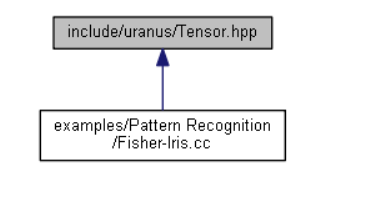 include/uranus/Tensor.hpp
examples/Pattern Recognition
/Fisher-Iris.cc